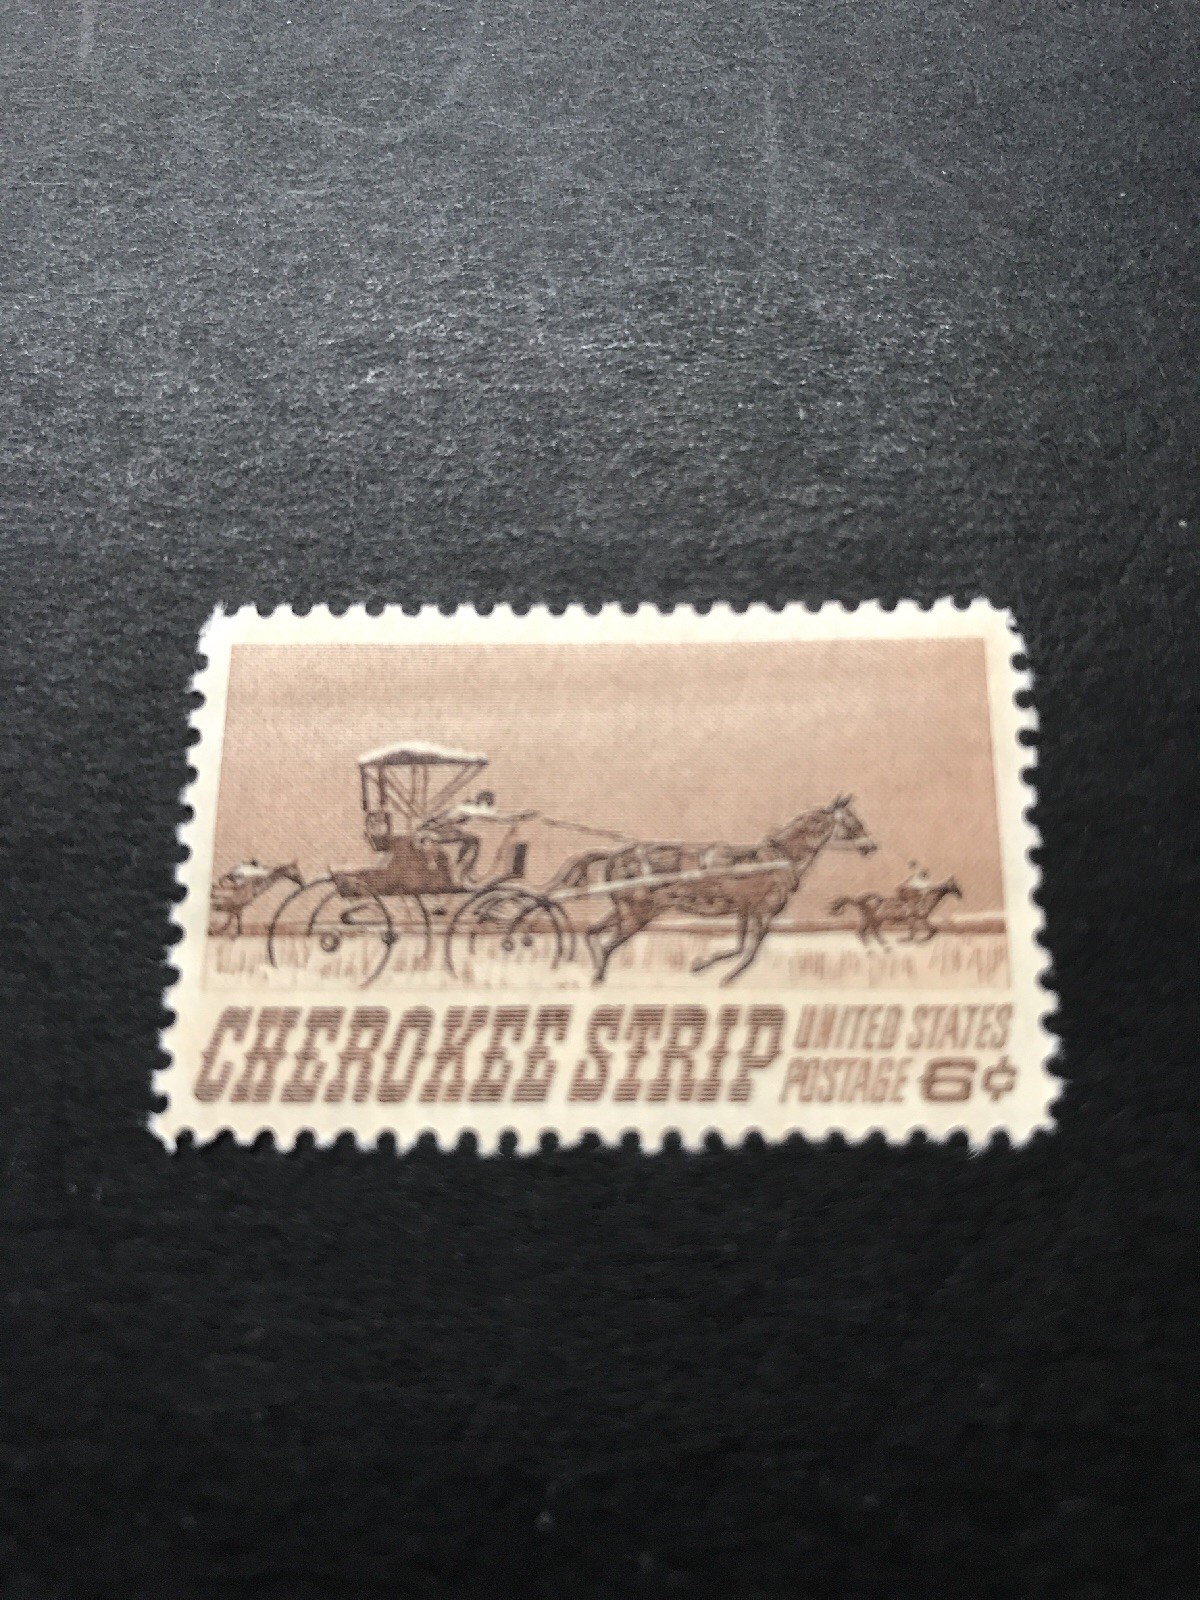 CHEROKEE STRIP
UNITED STATES
POSTAGE 6¢